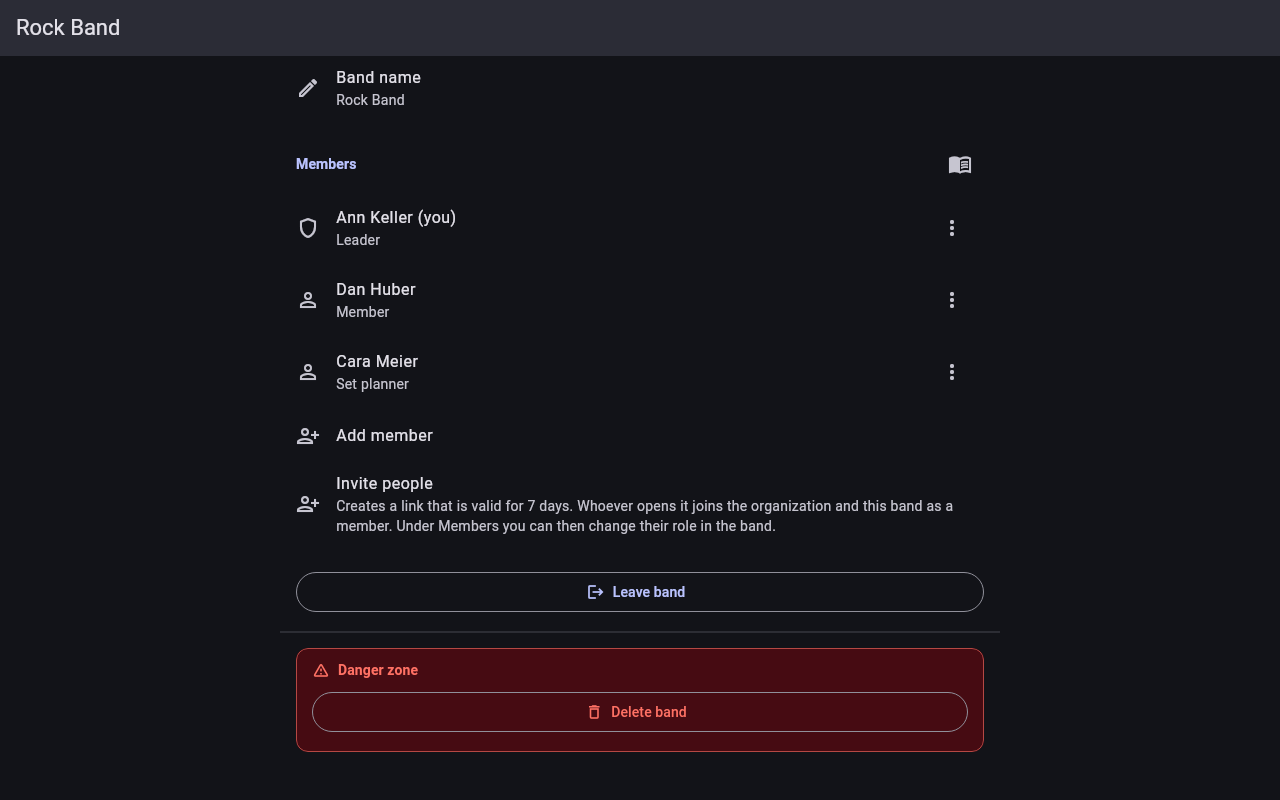 Rock Band
Band name
Rock Band
Members
Ann Keller (you)
Leader
Dan Huber
Member
Cara Meier
Set planner
Add member
Invite people
Creates a link that is valid for 7 days. Whoever opens it joins the organization and this band as a
member. Under Members you can then change their role in the band.
Leave band
Danger zone
Delete band